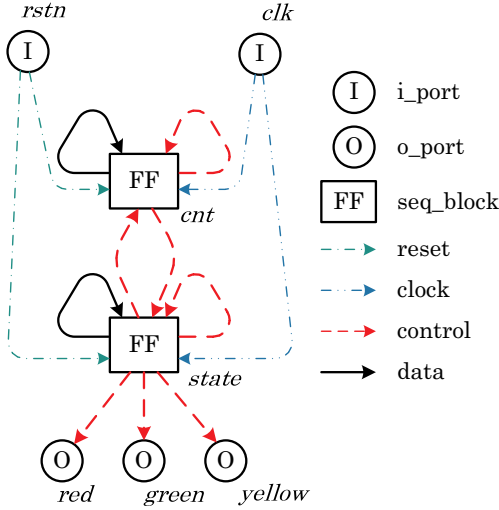 rstn
clk
I
I
I
i_port
O
o_port
FF
FF
seq_block
cnt
reset
clock
control
FF
data
state
O
O
O
red
green
yellow